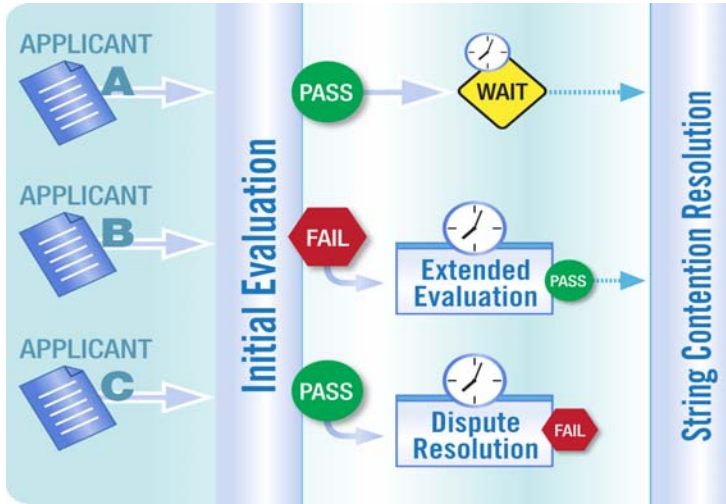 APPLICANT
A
PASS
WAIT
APPLICANT
B
FAIL
Extended
Evaluation
PASS
APPLICANT
C
PASS
Dispute
Resolution
FAIL
Initial Evaluation
String Contention Resolution